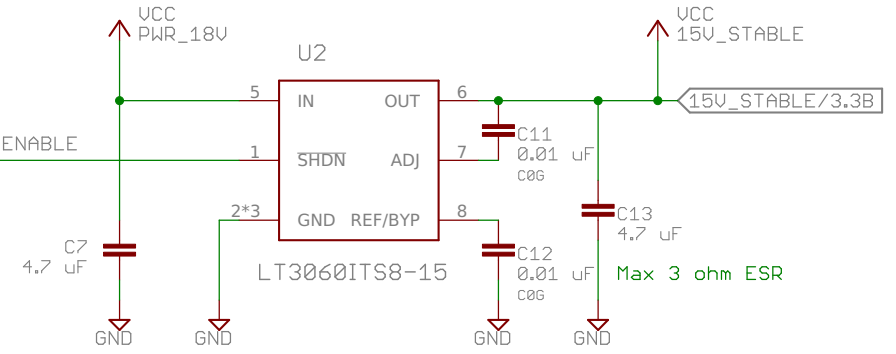 VCC
PWR_18V
VCC
15V_STABLE
U2
5
IN
OUT
6
15V_STABLE/3.3B
ENABLE
1
SHDN
ADJ
7
C11
0.01 uF
C0G
2*3
GND
REF/BYP
8
C13
4.7 uF
C7
4.7 uF
C12
0.01 uF
C0G
LT3060ITS8-15
Max 3 ohm ESR
GND
GND
GND
GND